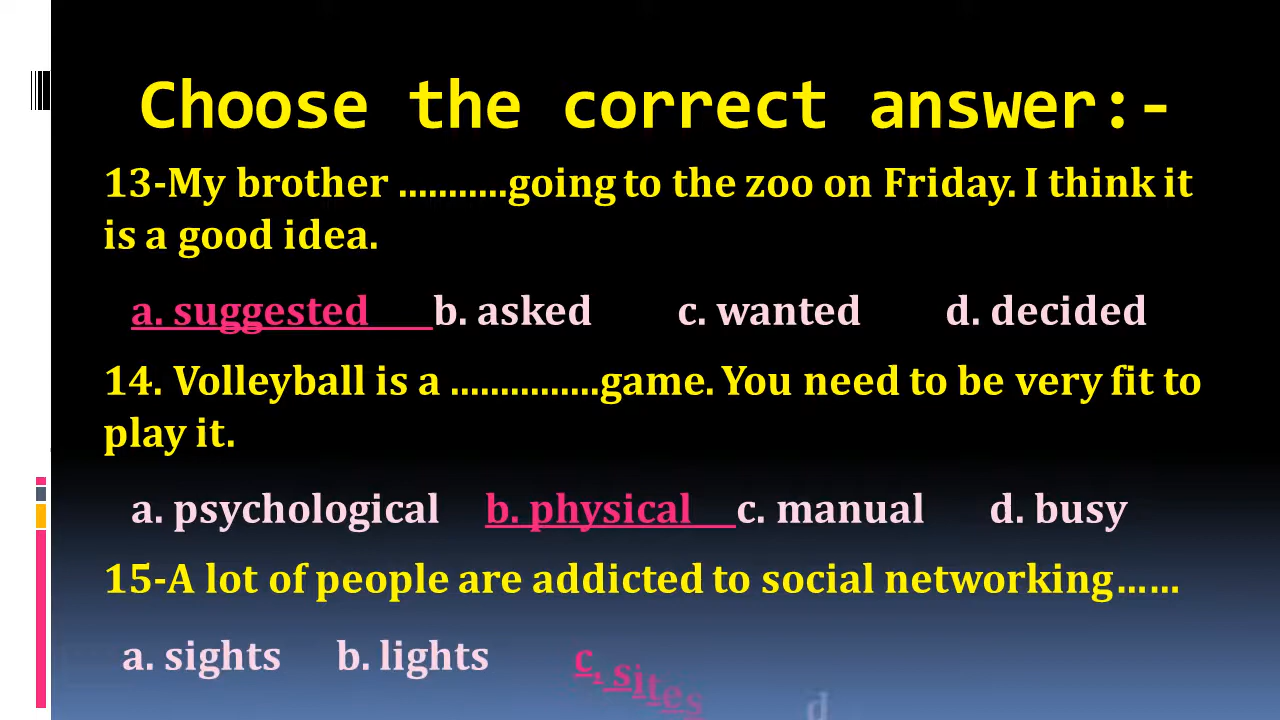 Choose the correct answer:-
13-My brother ...........going to the zoo on Friday. I think it
is a good idea.
a. suggested b. asked c. wanted d. decided
14. Volleyball is a ...............game. You need to be very fit to
play it.
a. psychological b. physical c. manual d. busy
15-A lot of people are addicted to social networking......
a. sights b. lights c. sites d